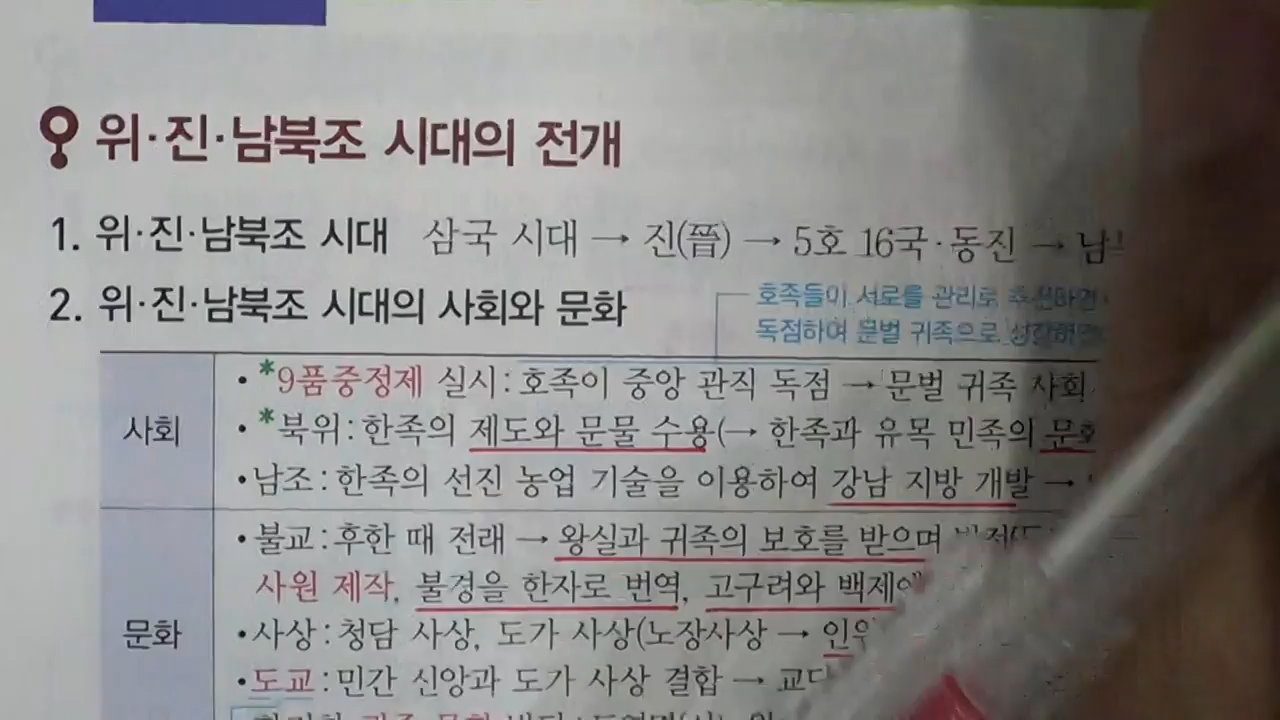 위·진·남북조 시대의 전개
1. 위·진·남북조 시대 삼국 시대 → 진(晉) → 5호 16국·동진 → 남
2. 위·진·남북조 시대의 사회와 문화
호족들이 서로를 관리로
독점하여 문벌 귀족으로
사회
• *9품중정제 실시: 호족이 중앙 관직 독점 → 문벌 귀족 사회
• *북위: 한족의 제도와 문물 수용(→ 한족과 유목 민족의
• 남조: 한족의 선진 농업 기술을 이용하여 강남 지방 개발 →
문화
• 불교: 후한 때 전래 → 왕실과 귀족의 보호를 받으며
사원 제작, 불경을 한자로 번역, 고구려와 백제에
• 사상: 청담 사상, 도가 사상(노장사상 →
• 도교: 민간 신앙과 도가 사상 결합 →